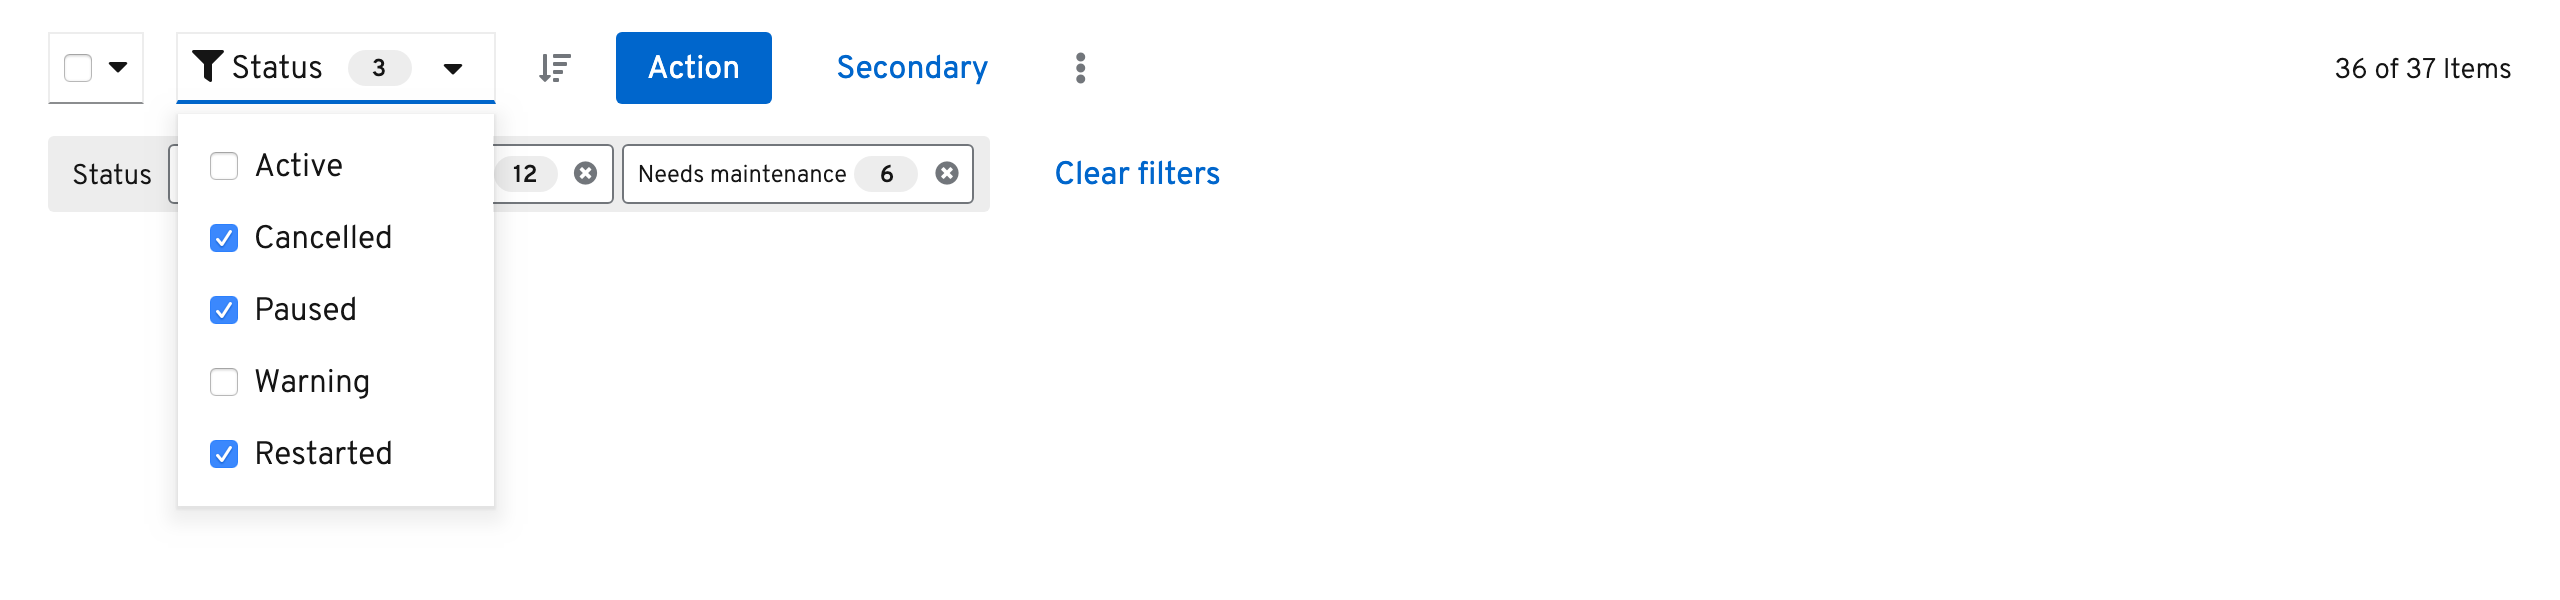 Status 3 Action Secondary 36 of 37 Items
Status 12 Needs maintenance 6 Clear filters
Active
Cancelled
Paused
Warning
Restarted